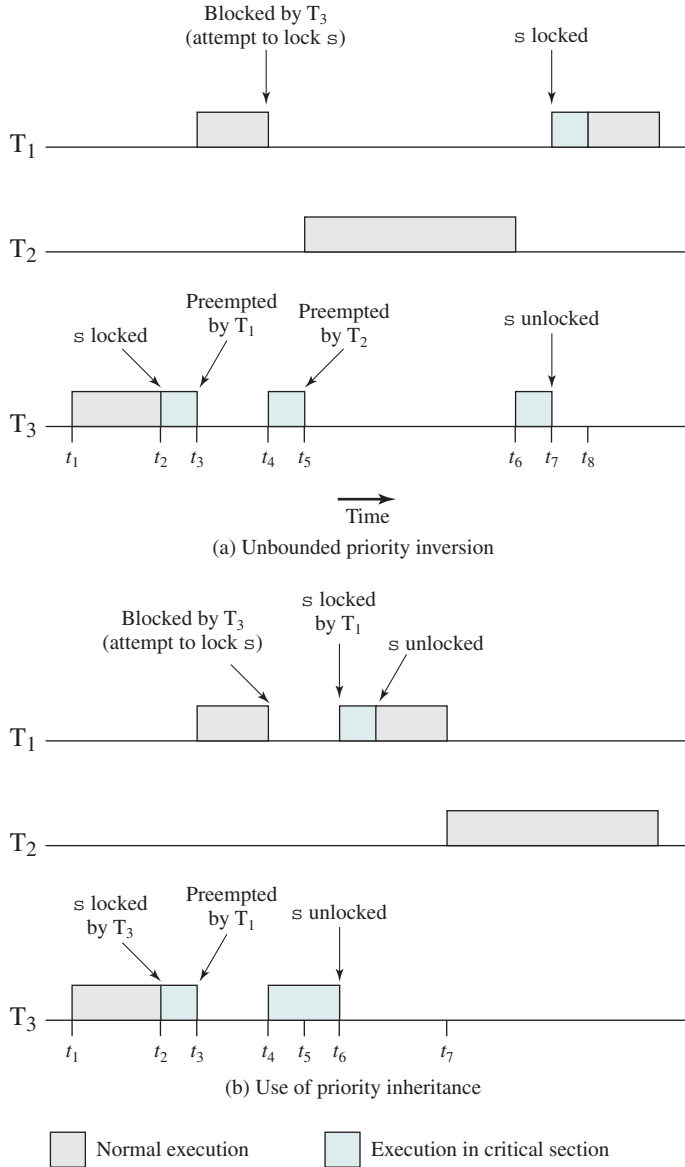 Blocked by T3
(attempt to lock s)
s locked
T1
T2
Preempted
by T1
Preempted
by T2
s locked
s unlocked
T3
t1 t2 t3 t4 t5 t6 t7 t8
Time
(a) Unbounded priority inversion
Blocked by T3
(attempt to lock s)
s locked
by T1
s unlocked
T1
T2
s locked
by T3
Preempted
by T1
s unlocked
T3
t1 t2 t3 t4 t5 t6 t7
(b) Use of priority inheritance
Normal execution
Execution in critical section